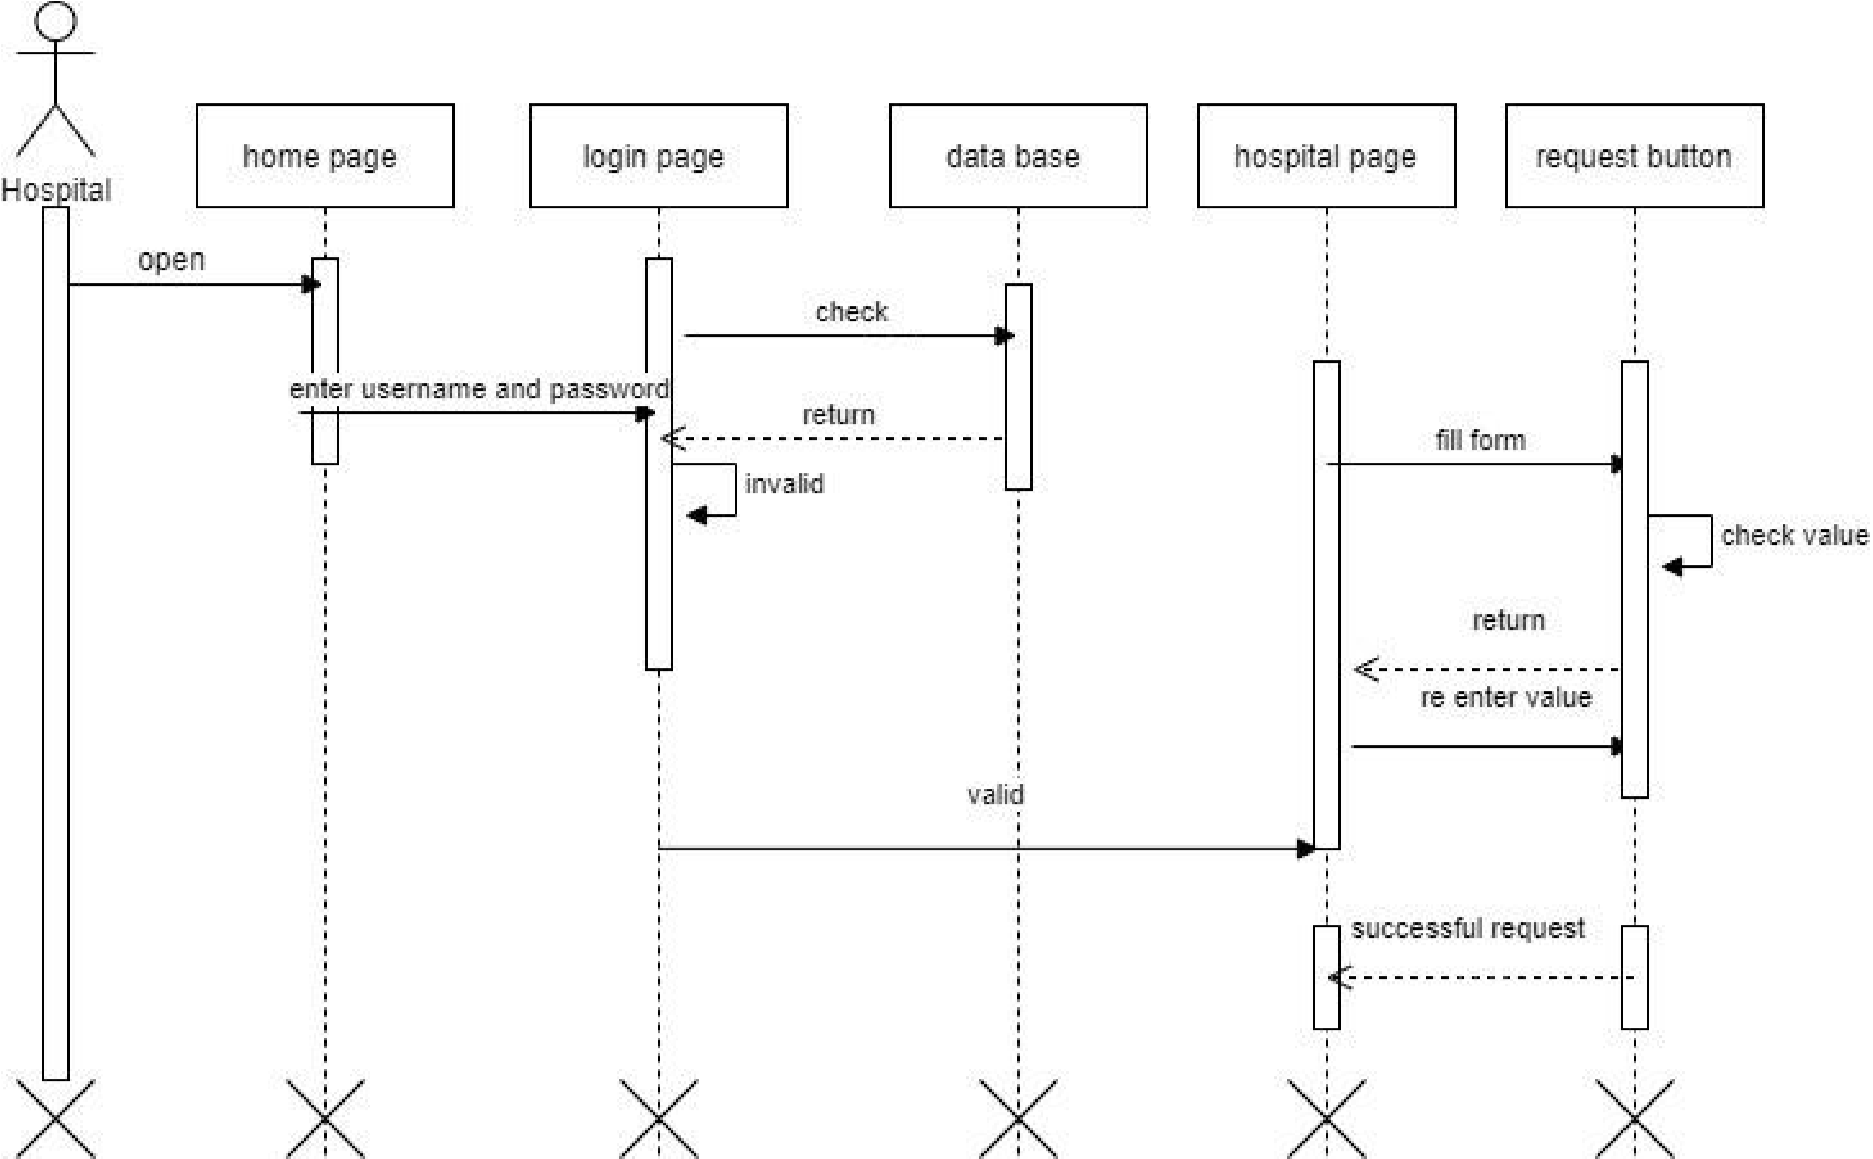 Hospital
home page
login page
data base
hospital page
request button
open
check
enter username and password
return
fill form
invalid
check value
return
re enter value
valid
successful request